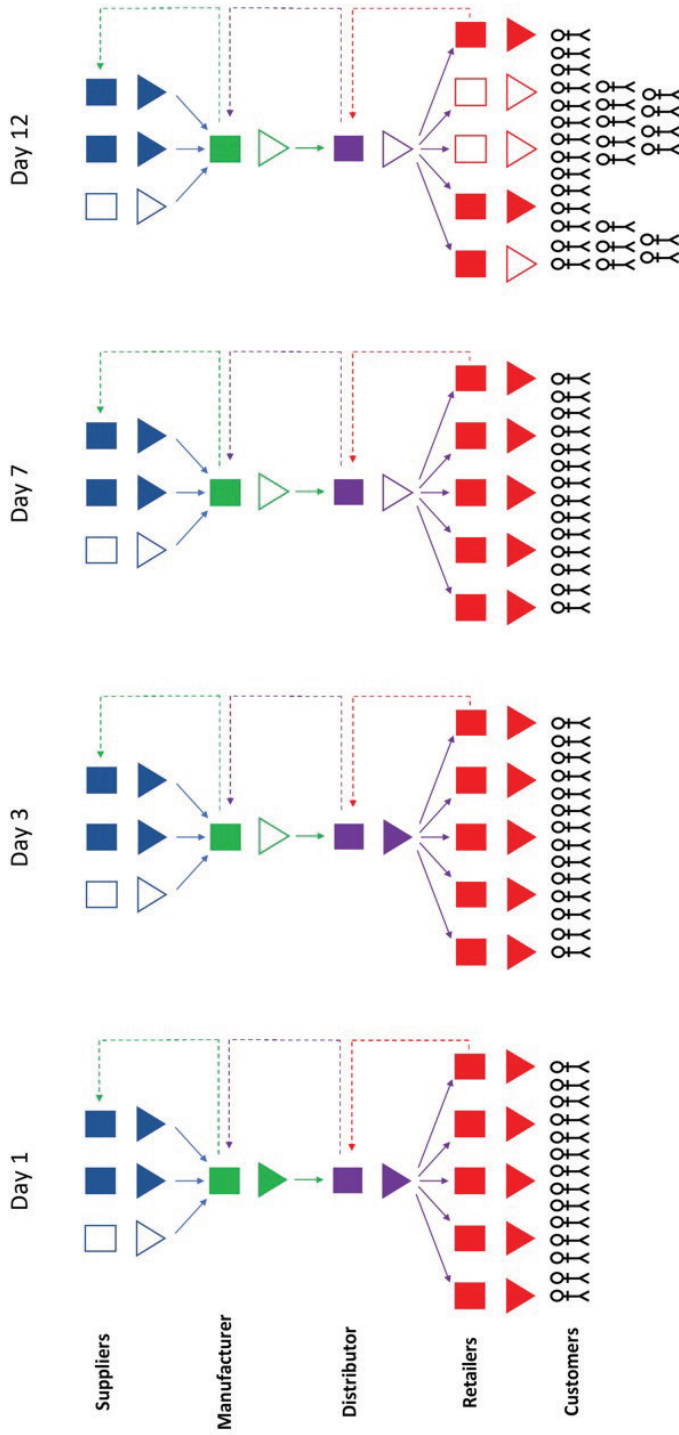 Day 1
Day 3
Day 7
Day 12
Suppliers
Manufacturer
Distributor
Retailers
Customers